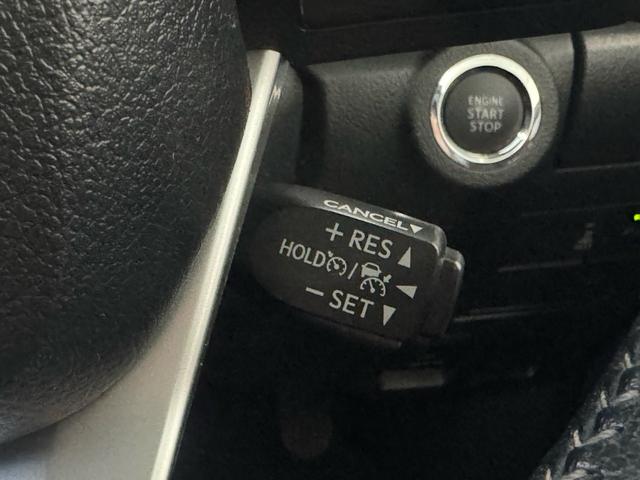 ENGINE
START
STOP
CANCEL▼
+ RES ▲
HOLD / ◀
− SET ▼